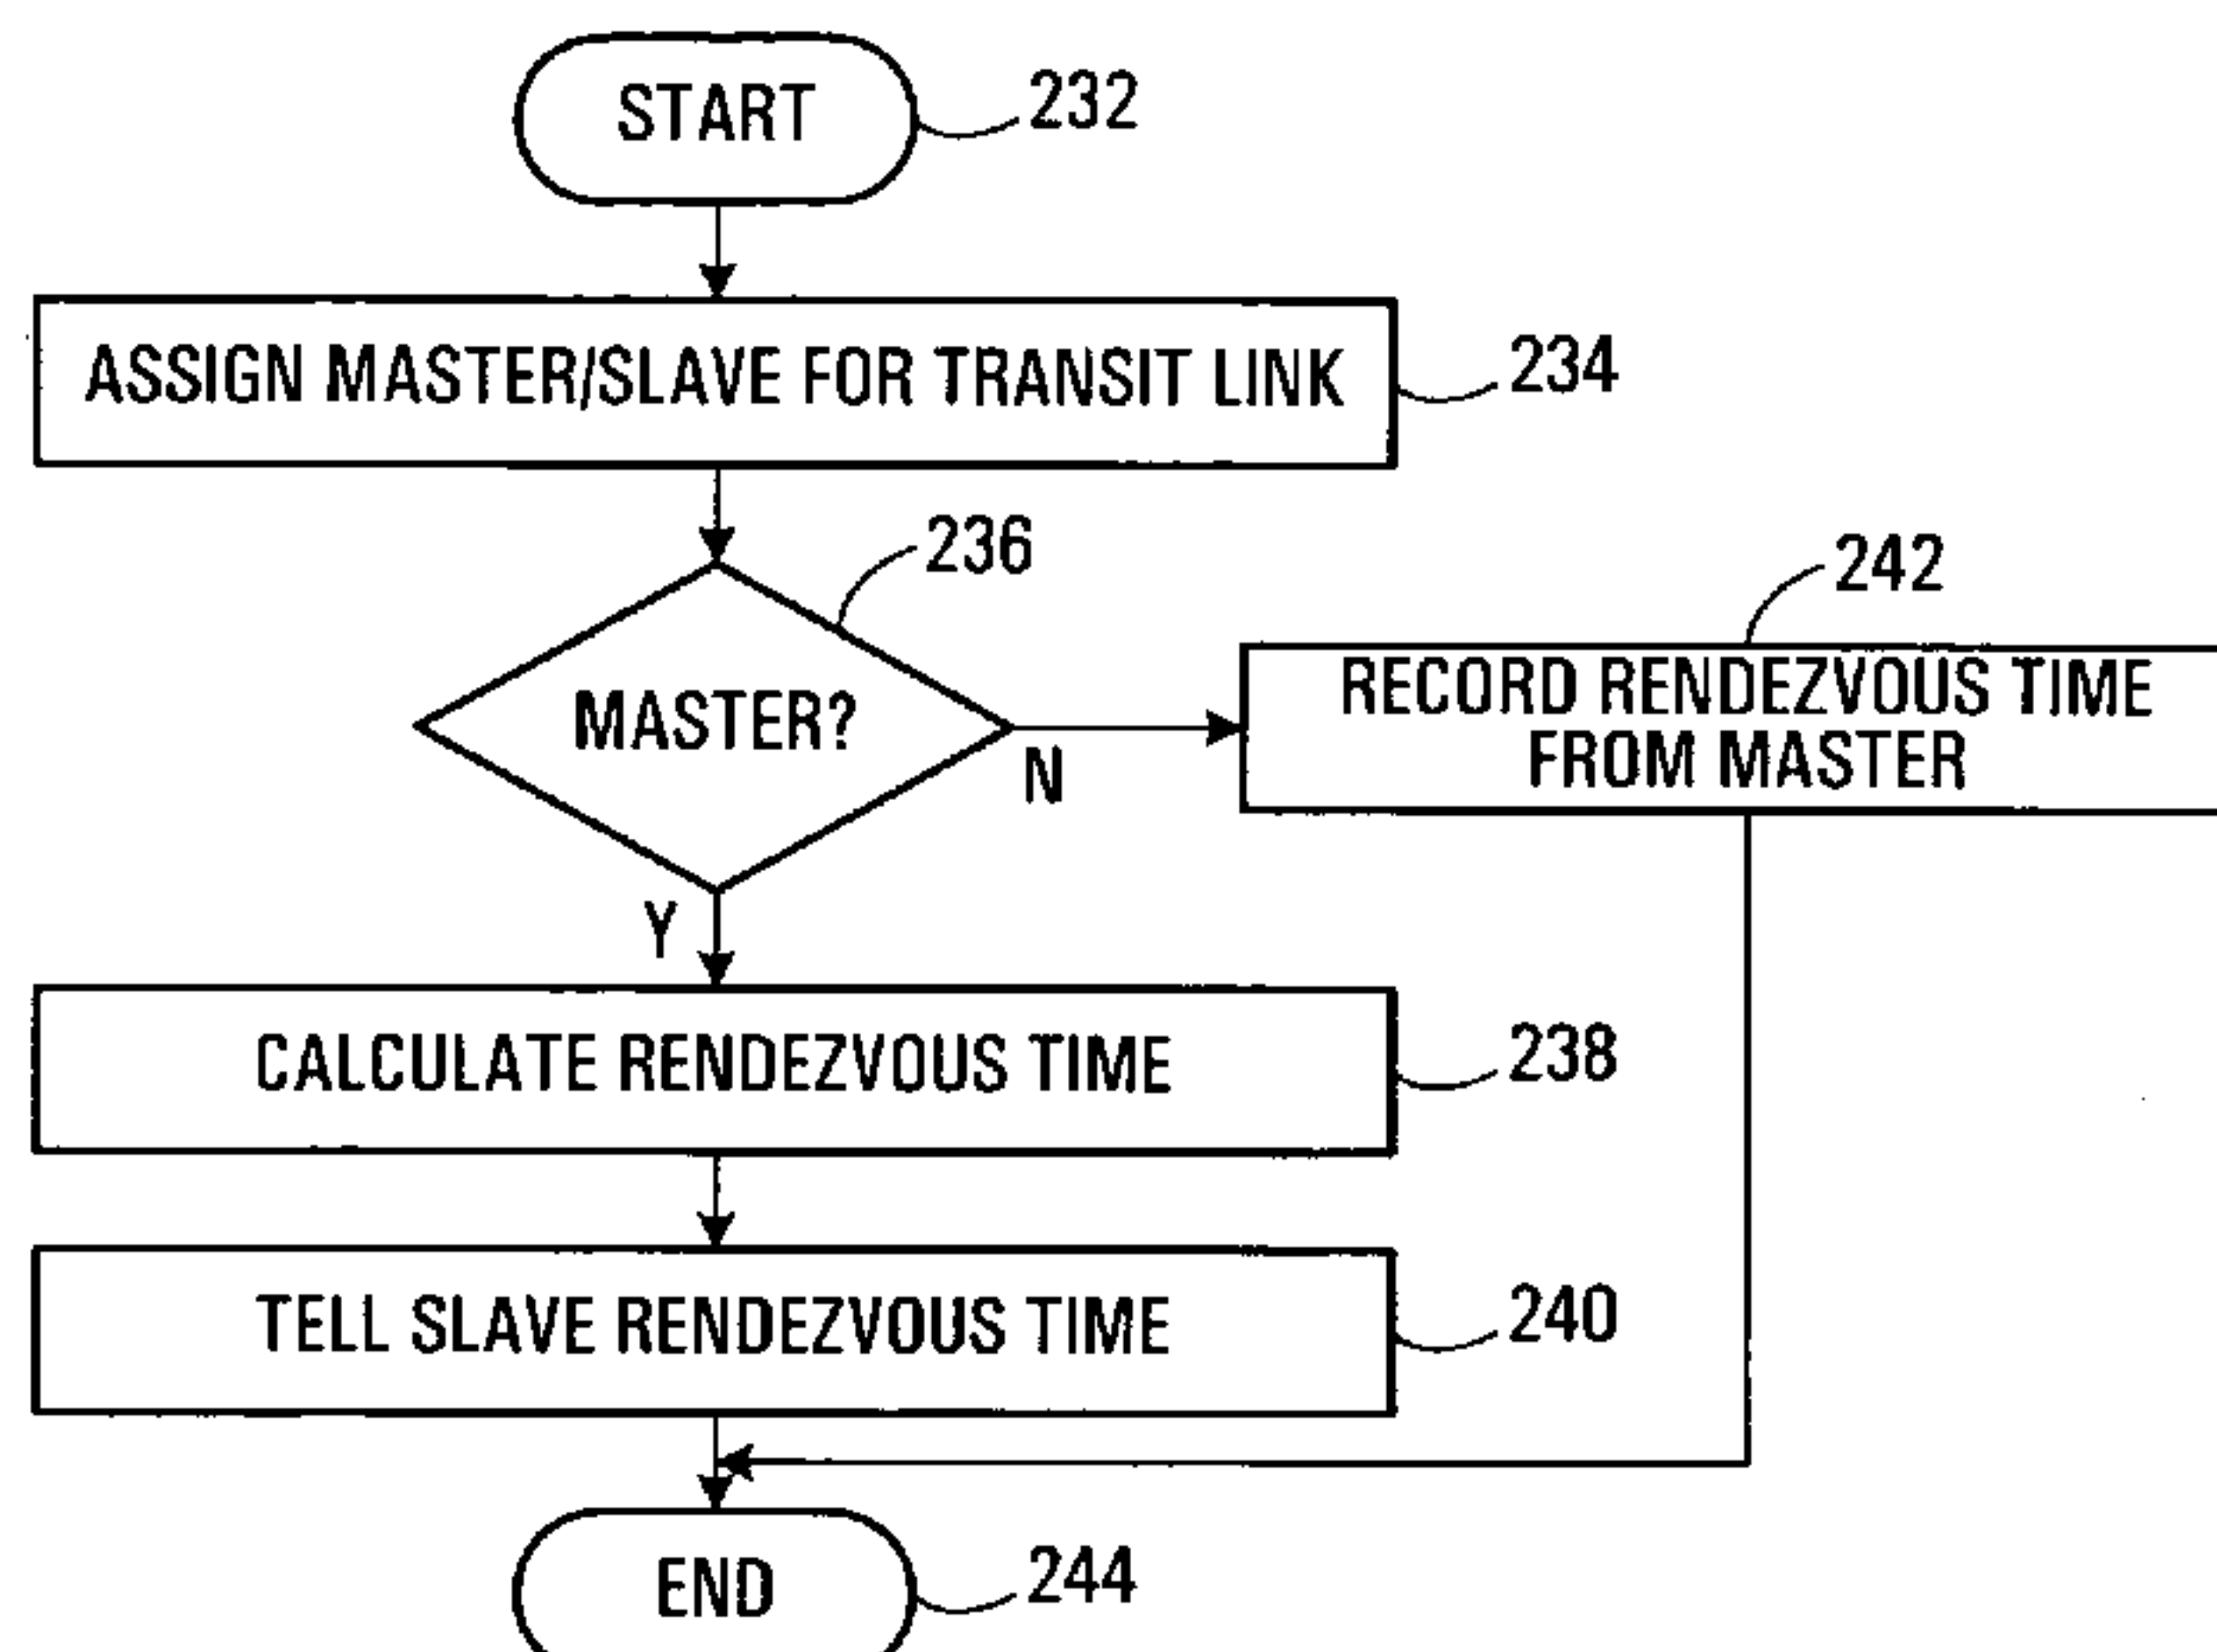 START
232
ASSIGN MASTER/SLAVE FOR TRANSIT LINK
234
236
MASTER?
N
Y
242
RECORD RENDEZVOUS TIME
FROM MASTER
CALCULATE RENDEZVOUS TIME
238
TELL SLAVE RENDEZVOUS TIME
240
END
244